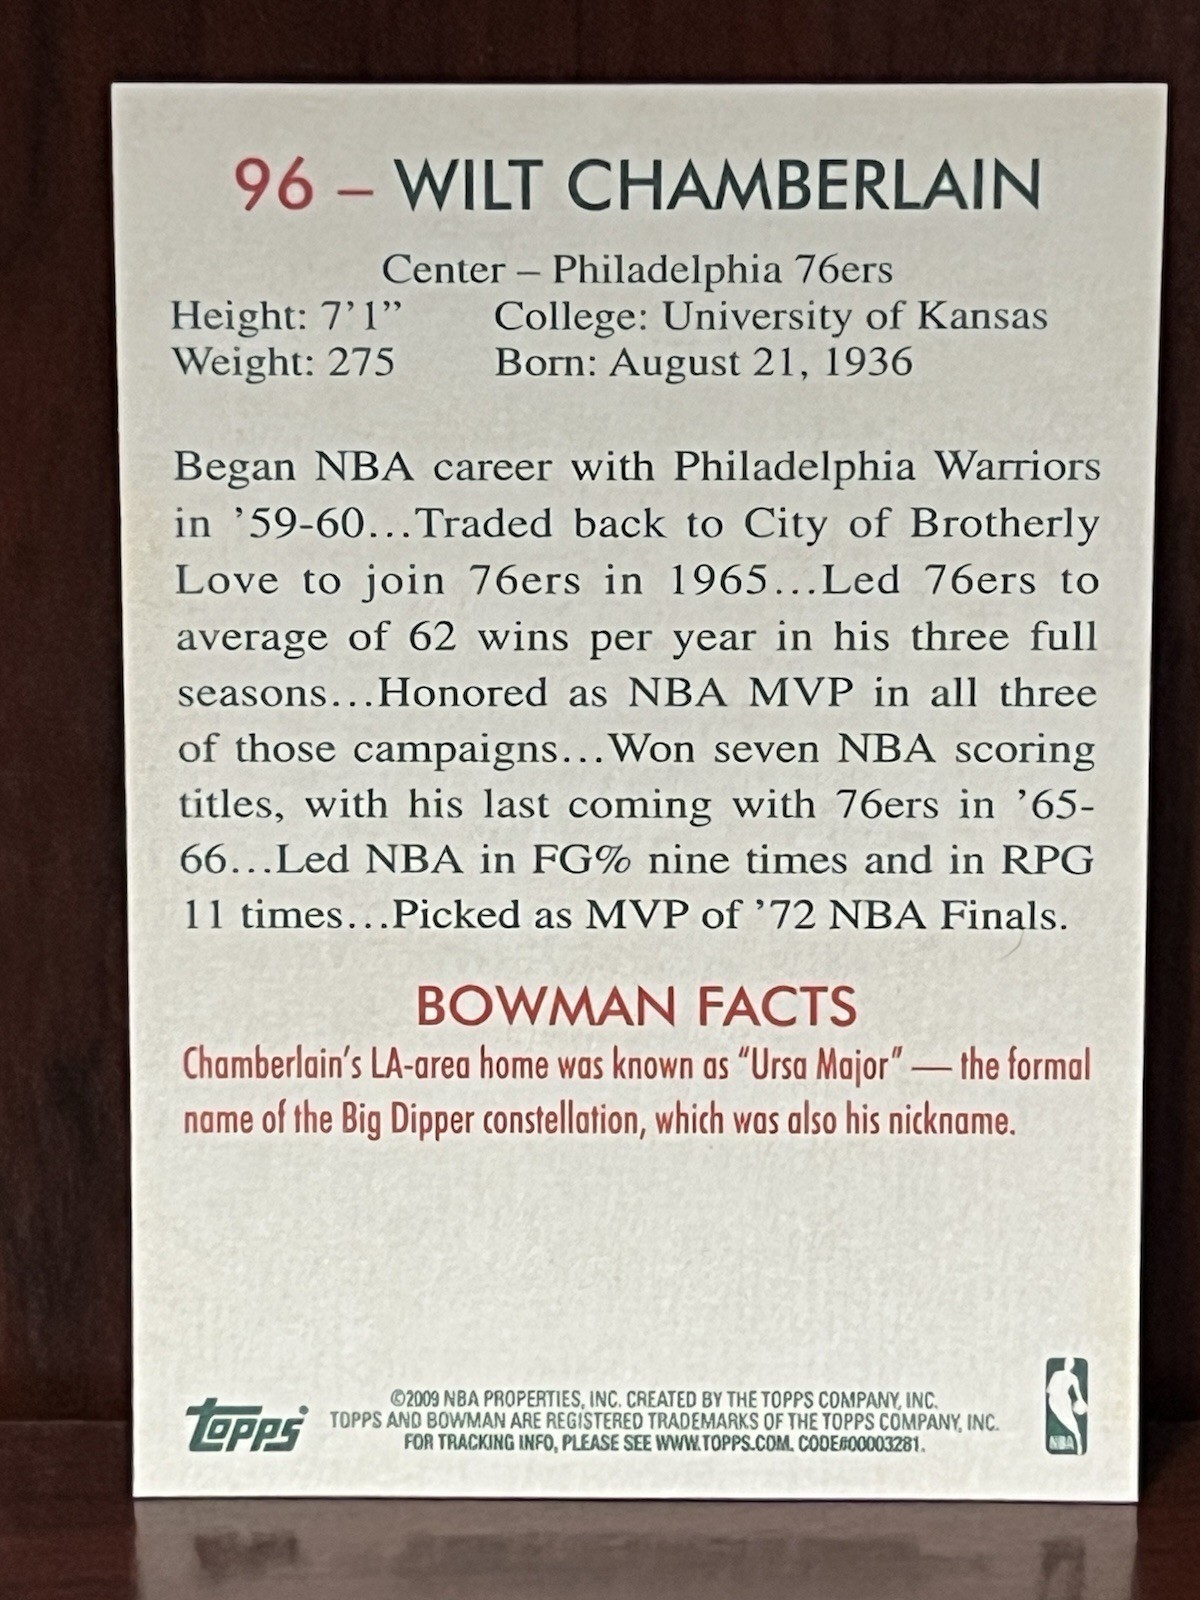 96 – WILT CHAMBERLAIN
Center – Philadelphia 76ers
Height: 7’1” College: University of Kansas
Weight: 275 Born: August 21, 1936
Began NBA career with Philadelphia Warriors
in ’59-60...Traded back to City of Brotherly
Love to join 76ers in 1965...Led 76ers to
average of 62 wins per year in his three full
seasons...Honored as NBA MVP in all three
of those campaigns...Won seven NBA scoring
titles, with his last coming with 76ers in ’65-
66...Led NBA in FG% nine times and in RPG
11 times...Picked as MVP of ’72 NBA Finals.
BOWMAN FACTS
Chamberlain’s LA-area home was known as “Ursa Major” — the formal
name of the Big Dipper constellation, which was also his nickname.
topps
©2009 NBA PROPERTIES, INC. CREATED BY THE TOPPS COMPANY, INC.
TOPPS AND BOWMAN ARE REGISTERED TRADEMARKS OF THE TOPPS COMPANY, INC.
FOR TRACKING INFO, PLEASE SEE WWW.TOPPS.COM. CODE#00003281.
NBA